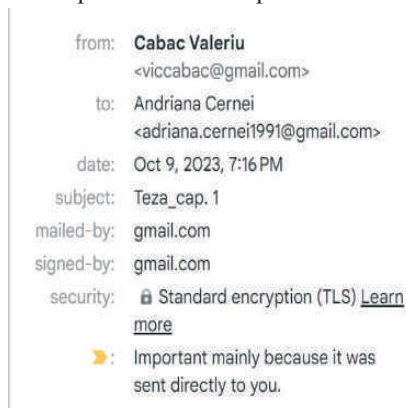 from: Cabac Valeriu
<viccabac@gmail.com>
to: Andriana Cernei
<adriana.cernei1991@gmail.com>
date: Oct 9, 2023, 7:16 PM
subject: Teza_cap. 1
mailed-by: gmail.com
signed-by: gmail.com
security: Standard encryption (TLS) Learn
more
: Important mainly because it was
sent directly to you.